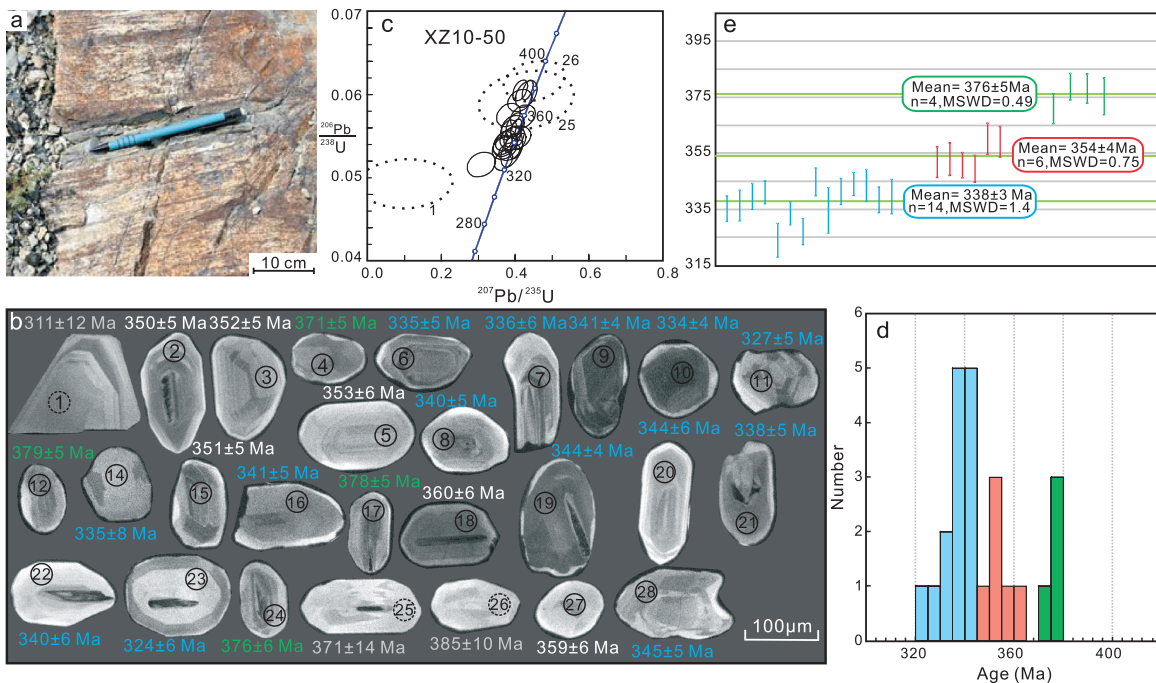 a
10 cm
c
XZ10-50
0.07
0.06
0.05
0.04
206Pb
238U
400
26
360
25
320
1
280
0.0
0.2
0.4
0.6
0.8
207Pb/235U
e
395
375
355
335
315
Mean= 376±5Ma
n=4,MSWD=0.49
Mean= 354±4Ma
n=6,MSWD=0.75
Mean= 338±3 Ma
n=14,MSWD=1.4
b
311±12 Ma 350±5 Ma 352±5 Ma 371±5 Ma 335±5 Ma 336±6 Ma 341±4 Ma 334±4 Ma
327±5 Ma
1 2 3 4 6 7 9 10 11
353±6 Ma
340±5 Ma
5 8
351±5 Ma
344±4 Ma 344±6 Ma 338±5 Ma
379±5 Ma
341±5 Ma 378±5 Ma 360±6 Ma
12 14 15 16 17 18 19 20 21
335±8 Ma
22 23 24 25 26 27 28
340±6 Ma 324±6 Ma 376±6 Ma 371±14 Ma 385±10 Ma 359±6 Ma 345±5 Ma
100μm
d
6
5
4
3
2
1
0
Number
320
340
360
380
400
Age (Ma)